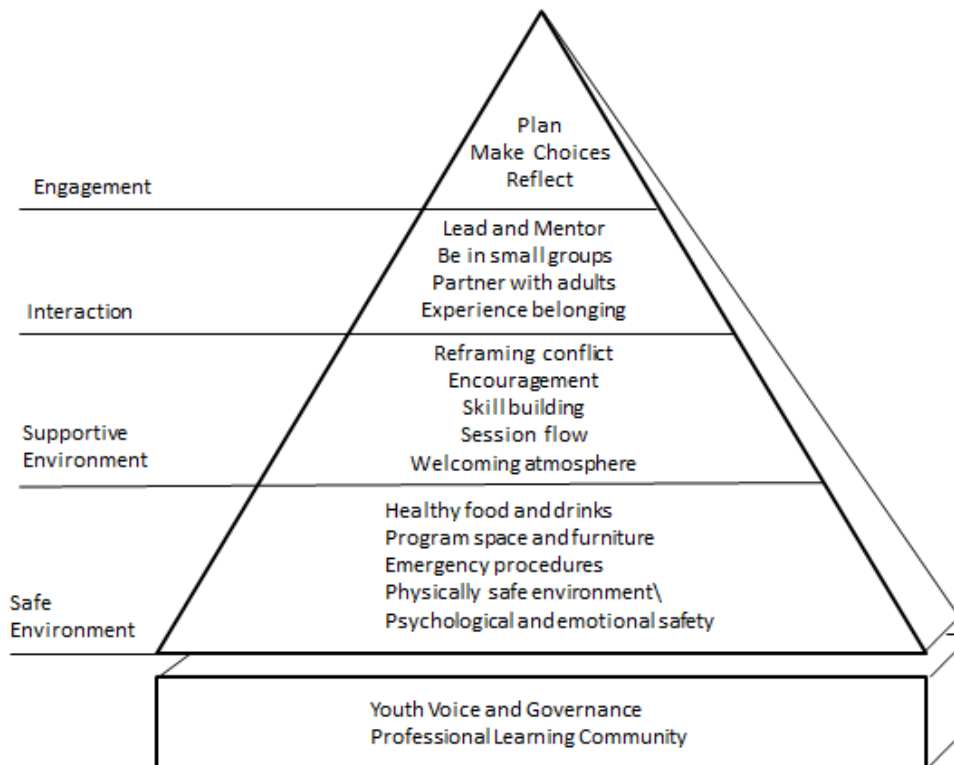 Plan
Make Choices
Reflect
Engagement
Lead and Mentor
Be in small groups
Partner with adults
Experience belonging
Interaction
Reframing conflict
Encouragement
Skill building
Session flow
Welcoming atmosphere
Supportive
Environment
Healthy food and drinks
Program space and furniture
Emergency procedures
Physically safe environment\
Psychological and emotional safety
Safe
Environment
Youth Voice and Governance
Professional Learning Community